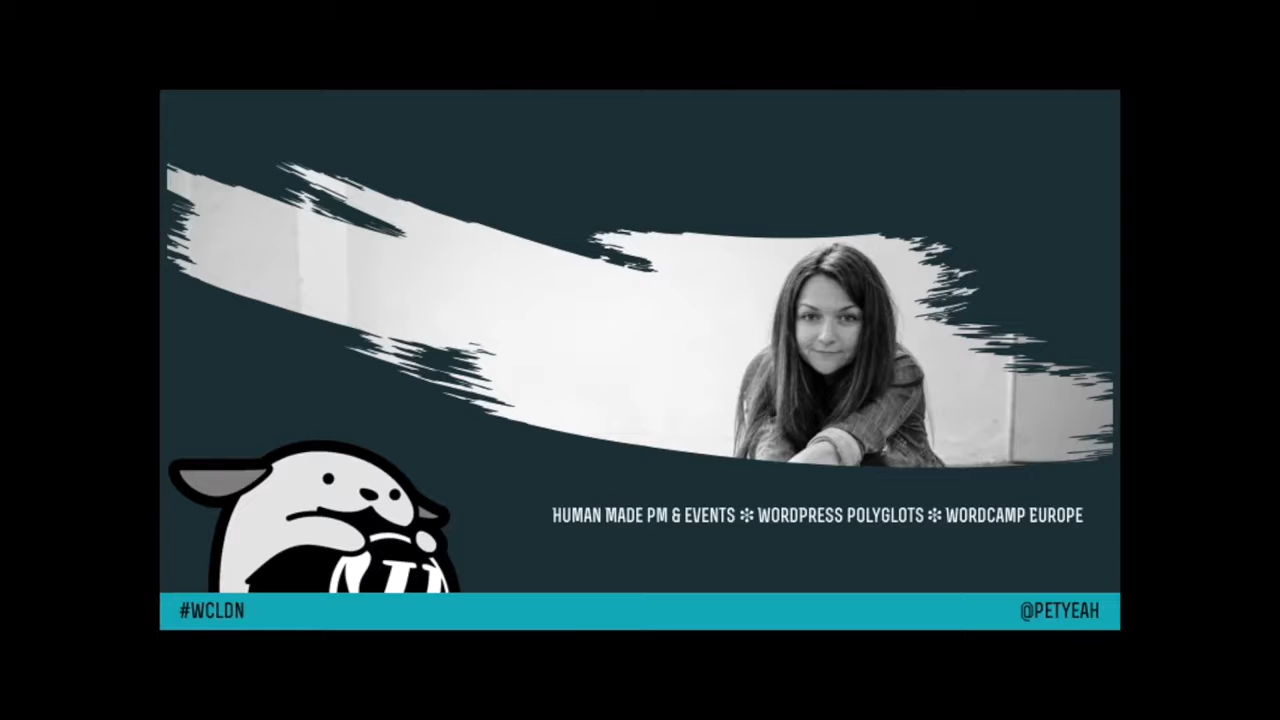 HUMAN MADE PM & EVENTS ❇ WORDPRESS POLYGLOTS ❇ WORDCAMP EUROPE
#WCLDN
@PETYEAH